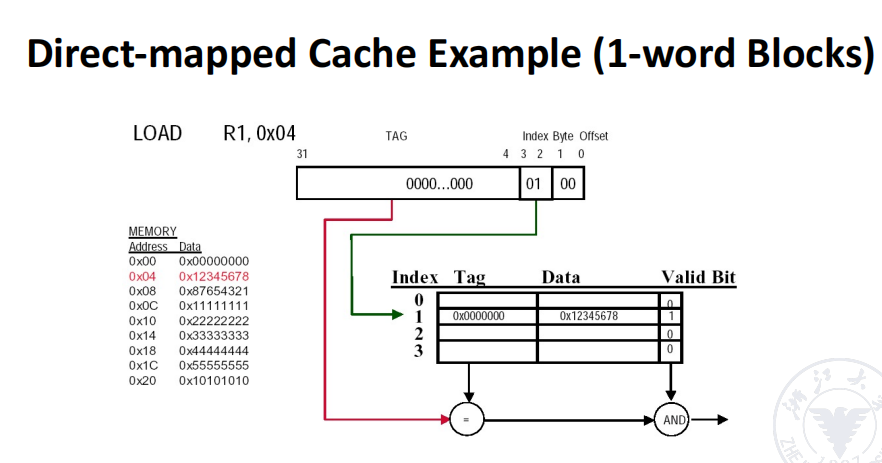 Direct-mapped Cache Example (1-word Blocks)
LOAD R1, 0x04
TAG Index Byte Offset
31 4 3 2 1 0
0000...000 01 00
MEMORY
Address Data
0x00 0x00000000
0x04 0x12345678
0x08 0x87654321
0x0C 0x11111111
0x10 0x22222222
0x14 0x33333333
0x18 0x44444444
0x1C 0x55555555
0x20 0x10101010
Index Tag Data Valid Bit
0 0
1 0x0000000 0x12345678 1
2 0
3 0
= AND